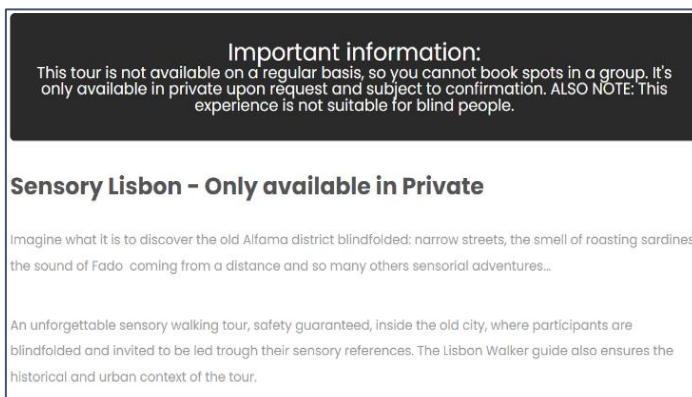 Important information:
This tour is not available on a regular basis, so you cannot book spots in a group. It's
only available in private upon request and subject to confirmation. ALSO NOTE: This
experience is not suitable for blind people.
Sensory Lisbon - Only available in Private
Imagine what it is to discover the old Alfama district blindfolded: narrow streets, the smell of roasting sardines
the sound of Fado coming from a distance and so many others sensorial adventures...
An unforgettable sensory walking tour, safety guaranteed, inside the old city, where participants are
blindfolded and invited to be led trough their sensory references. The Lisbon Walker guide also ensures the
historical and urban context of the tour.